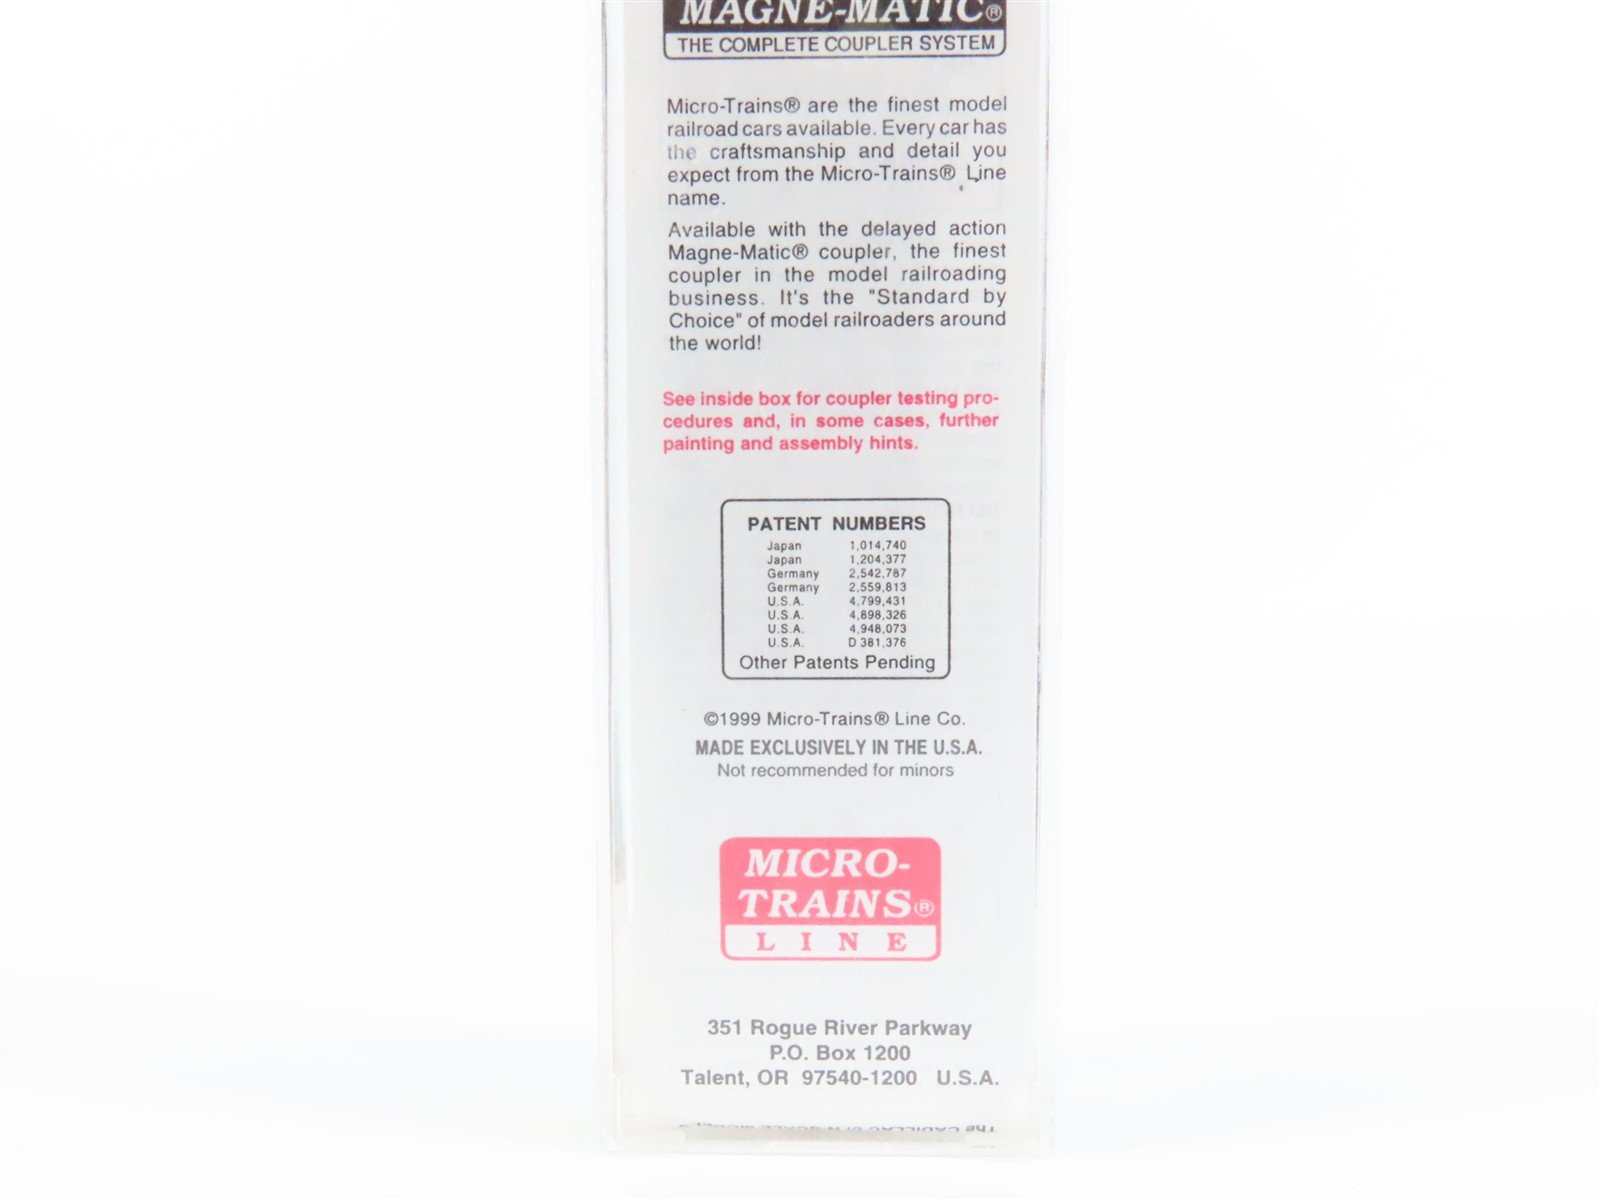 MAGNE-MATIC®
THE COMPLETE COUPLER SYSTEM
Micro-Trains® are the finest model
railroad cars available. Every car has
the craftsmanship and detail you
expect from the Micro-Trains® Line
name.
Available with the delayed action
Magne-Matic® coupler, the finest
coupler in the model railroading
business. It's the "Standard by
Choice" of model railroaders around
the world!
See inside box for coupler testing pro-
cedures and, in some cases, further
painting and assembly hints.
PATENT NUMBERS
Japan 1,014,740
Japan 1,204,377
Germany 2,542,787
Germany 2,559,813
U.S.A. 4,799,431
U.S.A. 4,898,326
U.S.A. 4,948,073
U.S.A. D 381,376
Other Patents Pending
©1999 Micro-Trains® Line Co.
MADE EXCLUSIVELY IN THE U.S.A.
Not recommended for minors
MICRO-
TRAINS®
LINE
351 Rogue River Parkway
P.O. Box 1200
Talent, OR 97540-1200 U.S.A.